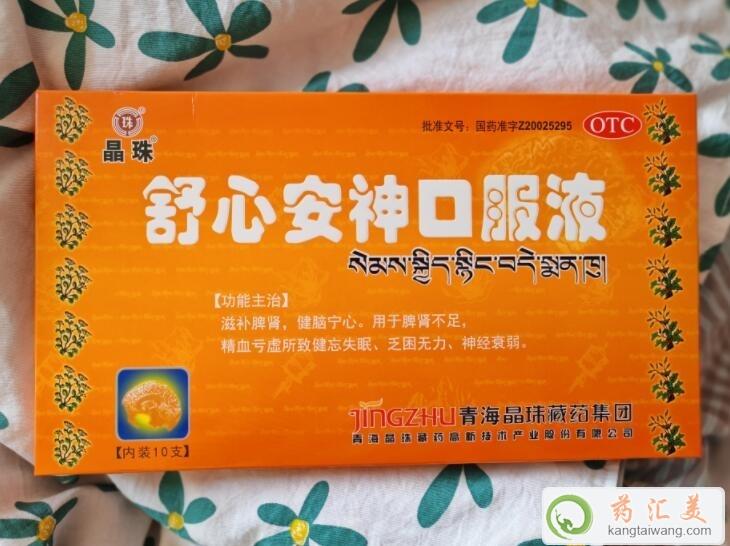 珠
晶珠
批准文号：国药准字Z20025295
OTC
舒心安神口服液
སེམས་སྐྱིད་སྙིང་བདེ་སྨན་ཁུ།
【功能主治】
滋补脾肾，健脑宁心。用于脾肾不足，
精血亏虚所致健忘失眠、乏困无力、神经衰弱。
【内装10支】
JINGZHU青海晶珠藏药集团
青海晶珠藏药高新技术产业股份有限公司
药汇美
kangtaiwang.com